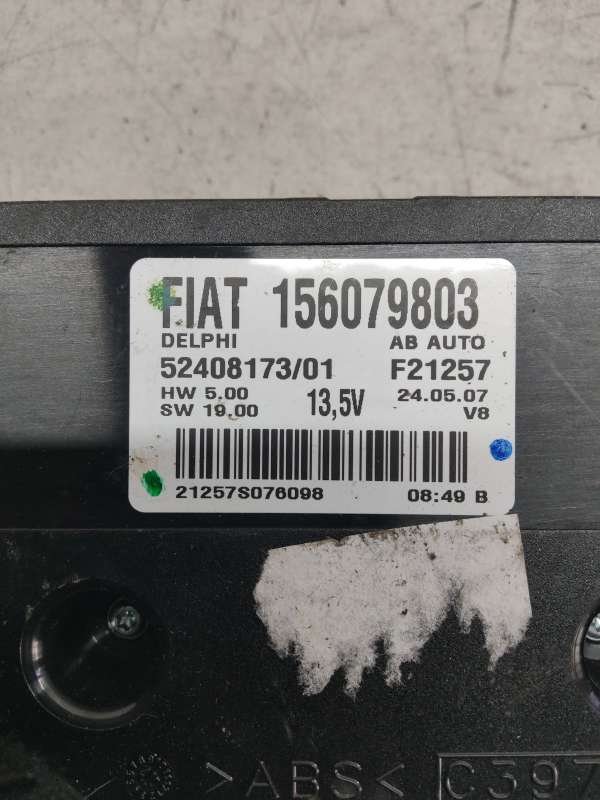 FIAT 156079803
DELPHI AB AUTO
52408173/01 F21257
HW 5.00 13,5V 24.05.07
SW 19.00 V8
21257S076098 08:49 B
>ABS< C397